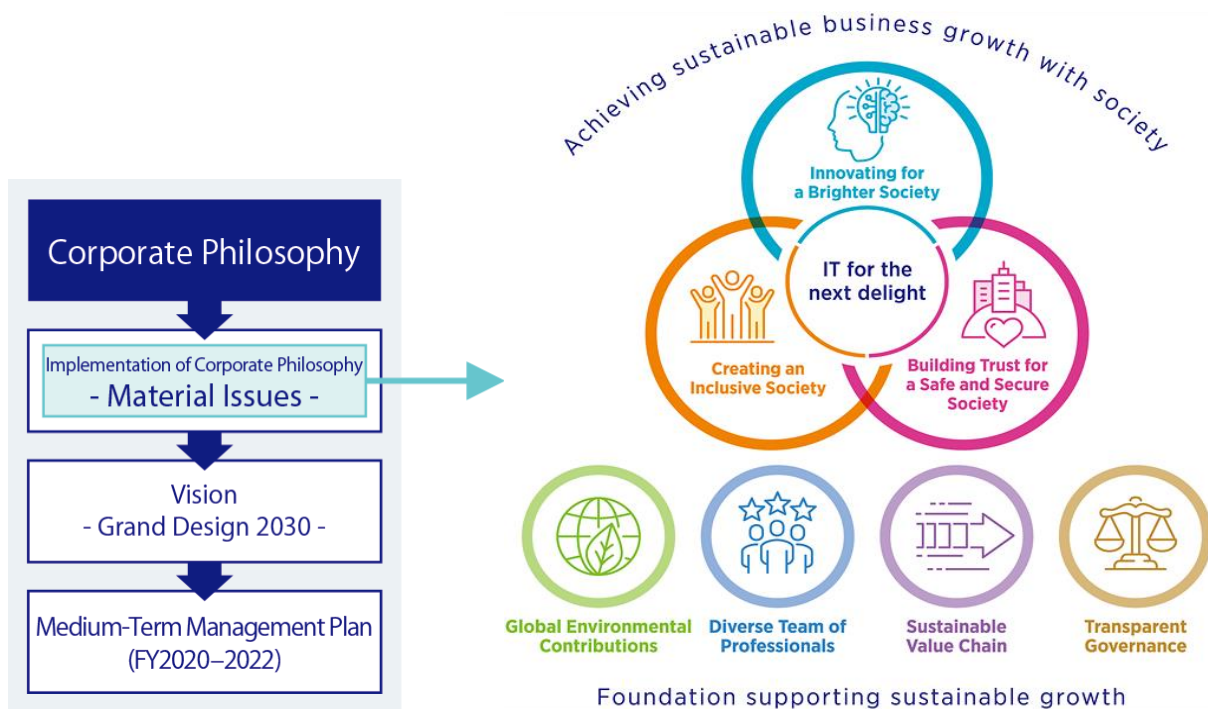 Corporate Philosophy
Implementation of Corporate Philosophy
- Material Issues -
Vision
- Grand Design 2030 -
Medium-Term Management Plan
(FY2020–2022)
Achieving sustainable business growth with society
Innovating for
a Brighter Society
IT for the
next delight
Creating an
Inclusive Society
Building Trust for
a Safe and Secure
Society
Global Environmental
Contributions
Diverse Team of
Professionals
Sustainable
Value Chain
Transparent
Governance
Foundation supporting sustainable growth